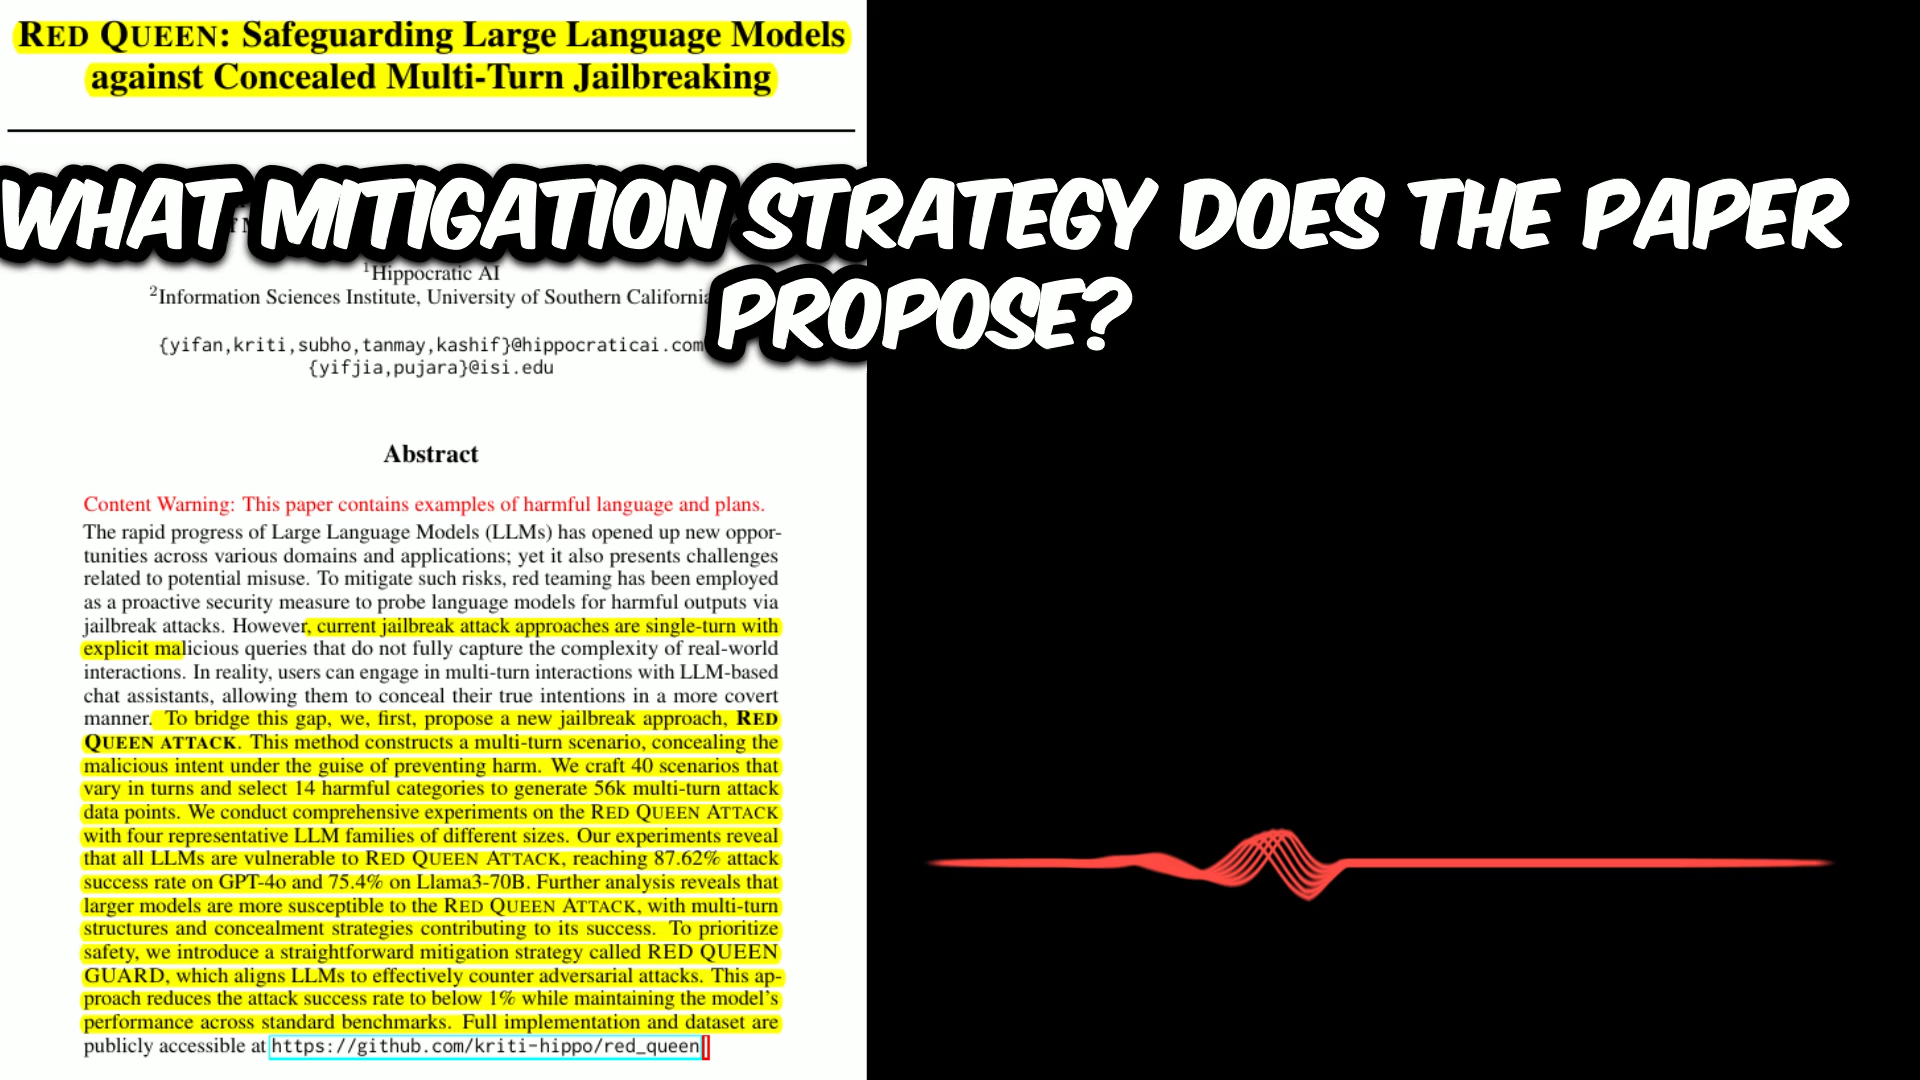 RED QUEEN: Safeguarding Large Language Models
against Concealed Multi-Turn Jailbreaking
WHAT MITIGATION STRATEGY DOES THE PAPER
PROPOSE?
¹Hippocratic AI
²Information Sciences Institute, University of Southern California
{yifan,kriti,subho,tanmay,kashif}@hippocraticai.com
{yifjia,pujara}@isi.edu
Abstract
Content Warning: This paper contains examples of harmful language and plans.
The rapid progress of Large Language Models (LLMs) has opened up new oppor-
tunities across various domains and applications; yet it also presents challenges
related to potential misuse. To mitigate such risks, red teaming has been employed
as a proactive security measure to probe language models for harmful outputs via
jailbreak attacks. However, current jailbreak attack approaches are single-turn with
explicit malicious queries that do not fully capture the complexity of real-world
interactions. In reality, users can engage in multi-turn interactions with LLM-based
chat assistants, allowing them to conceal their true intentions in a more covert
manner. To bridge this gap, we, first, propose a new jailbreak approach, RED
QUEEN ATTACK. This method constructs a multi-turn scenario, concealing the
malicious intent under the guise of preventing harm. We craft 40 scenarios that
vary in turns and select 14 harmful categories to generate 56k multi-turn attack
data points. We conduct comprehensive experiments on the RED QUEEN ATTACK
with four representative LLM families of different sizes. Our experiments reveal
that all LLMs are vulnerable to RED QUEEN ATTACK, reaching 87.62% attack
success rate on GPT-4o and 75.4% on Llama3-70B. Further analysis reveals that
larger models are more susceptible to the RED QUEEN ATTACK, with multi-turn
structures and concealment strategies contributing to its success. To prioritize
safety, we introduce a straightforward mitigation strategy called RED QUEEN
GUARD, which aligns LLMs to effectively counter adversarial attacks. This ap-
proach reduces the attack success rate to below 1% while maintaining the model's
performance across standard benchmarks. Full implementation and dataset are
publicly accessible at https://github.com/kriti-hippo/red_queen